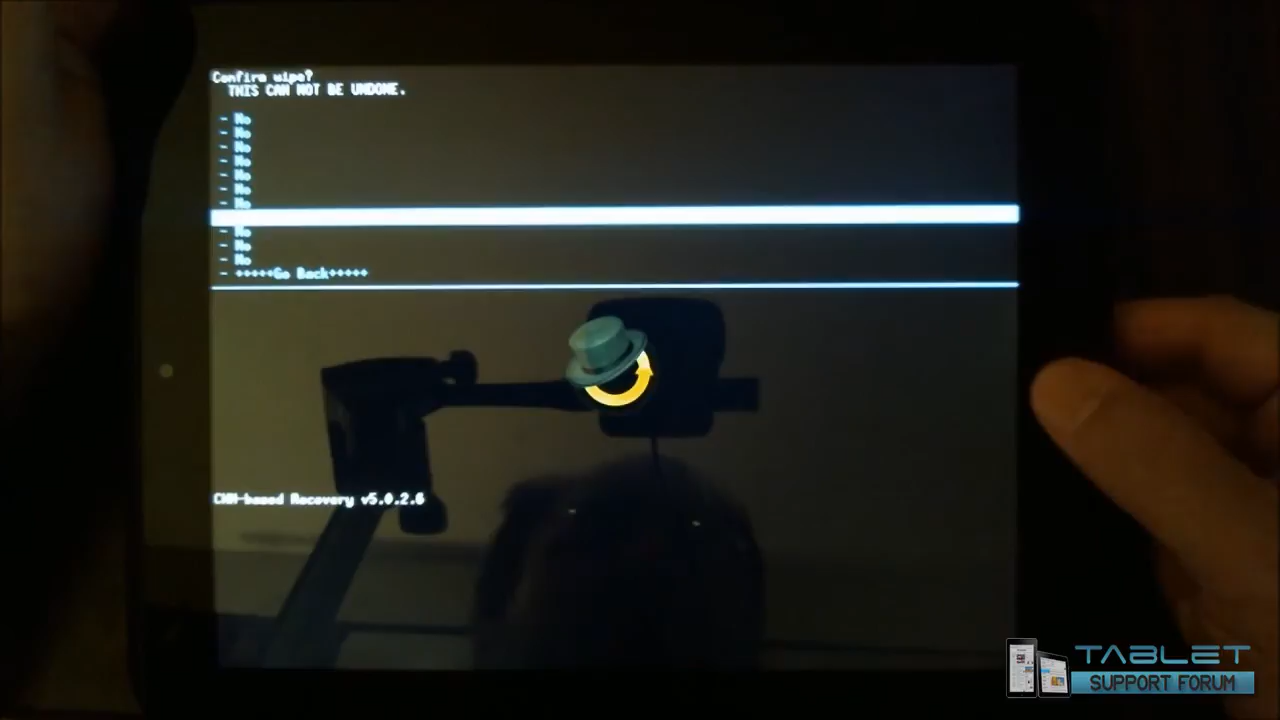 Confirm wipe?
THIS CAN NOT BE UNDONE.
- No
- No
- No
- No
- No
- No
- No
- No
- No
- No
- +++++Go Back+++++
CWM-based Recovery v5.0.2.6
TABLET
SUPPORT FORUM